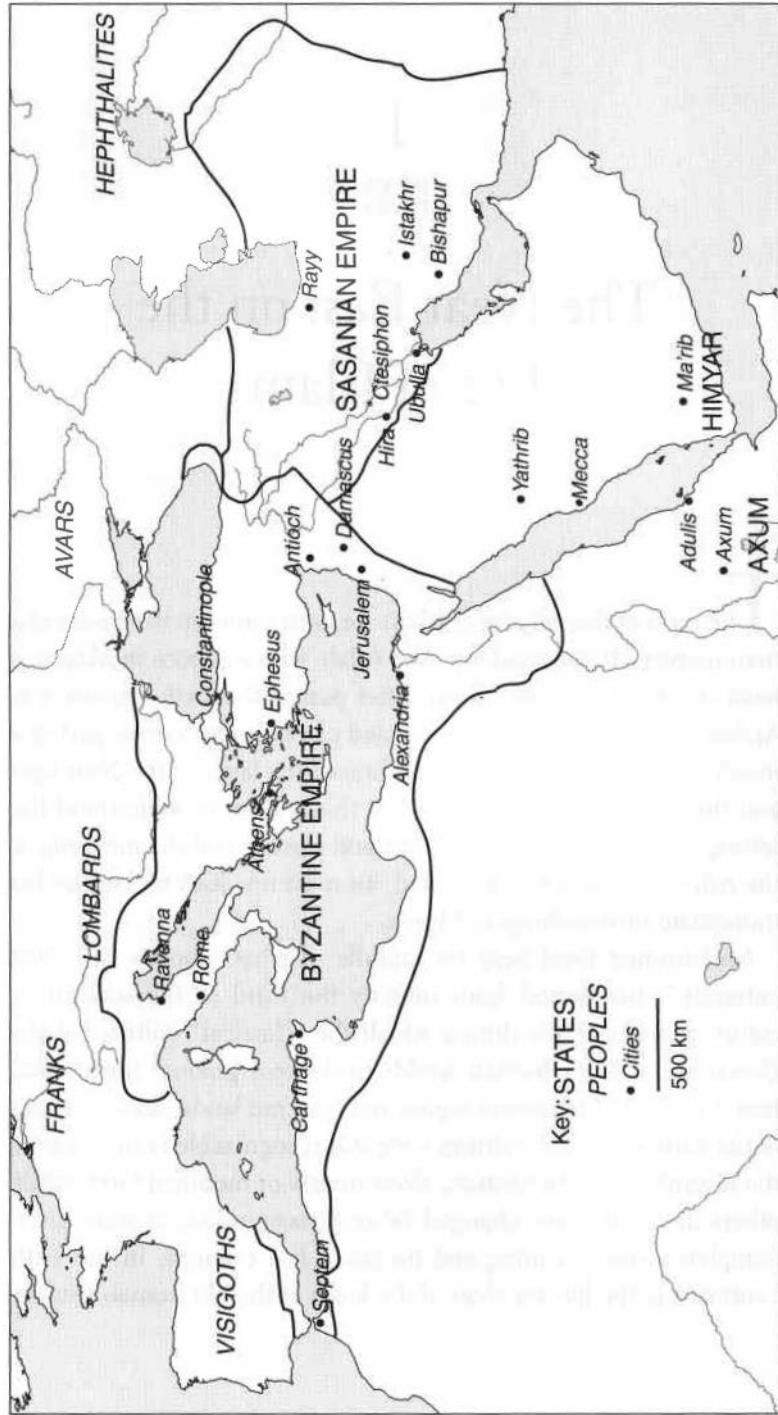 FRANKS
LOMBARDS
AVARS
HEPHTHALITES
VISIGOTHS
Septem
Ravenna
Rome
Carthage
Constantinople
Athens
Ephesus
BYZANTINE EMPIRE
Antioch
Damascus
Jerusalem
Alexandria
Rayy
SASANIAN EMPIRE
Ctesiphon
Hira
Ubulla
Istakhr
Bishapur
Yathrib
Mecca
Ma'rib
HIMYAR
Adulis
Axum
AXUM
Key: STATES
PEOPLES
• Cities
500 km